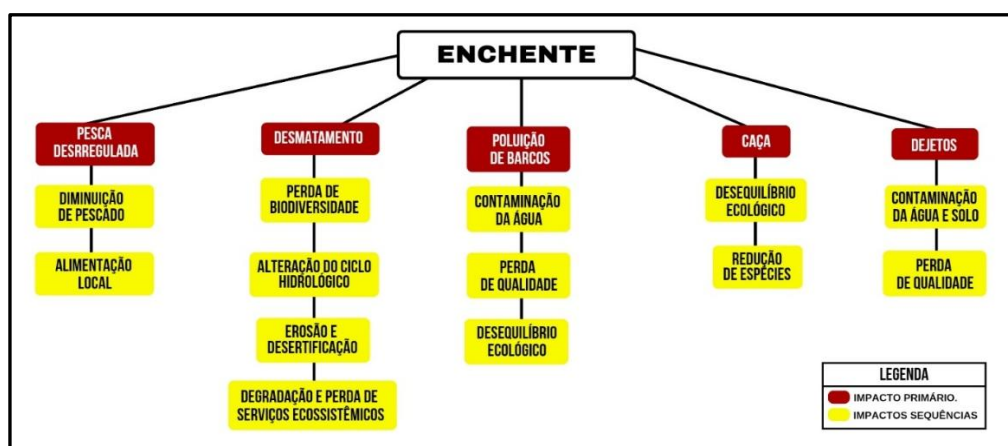 ENCHENTE
PESCA
DESRREGULADA
DIMINUIÇÃO
DE PESCADO
ALIMENTAÇÃO
LOCAL
DESMATAMENTO
PERDA DE
BIODIVERSIDADE
ALTERAÇÃO DO CICLO
HIDROLÓGICO
EROSÃO E
DESERTIFICAÇÃO
DEGRADAÇÃO E PERDA DE
SERVIÇOS ECOSSISTÊMICOS
POLUIÇÃO
DE BARCOS
CONTAMINAÇÃO
DA ÁGUA
PERDA
DE QUALIDADE
DESEQUILÍBRIO
ECOLÓGICO
CAÇA
DESEQUILÍBRIO
ECOLÓGICO
REDUÇÃO
DE ESPÉCIES
DEJETOS
CONTAMINAÇÃO
DA ÁGUA E SOLO
PERDA
DE QUALIDADE
LEGENDA
IMPACTO PRIMÁRIO.
IMPACTOS SEQUÊNCIAS